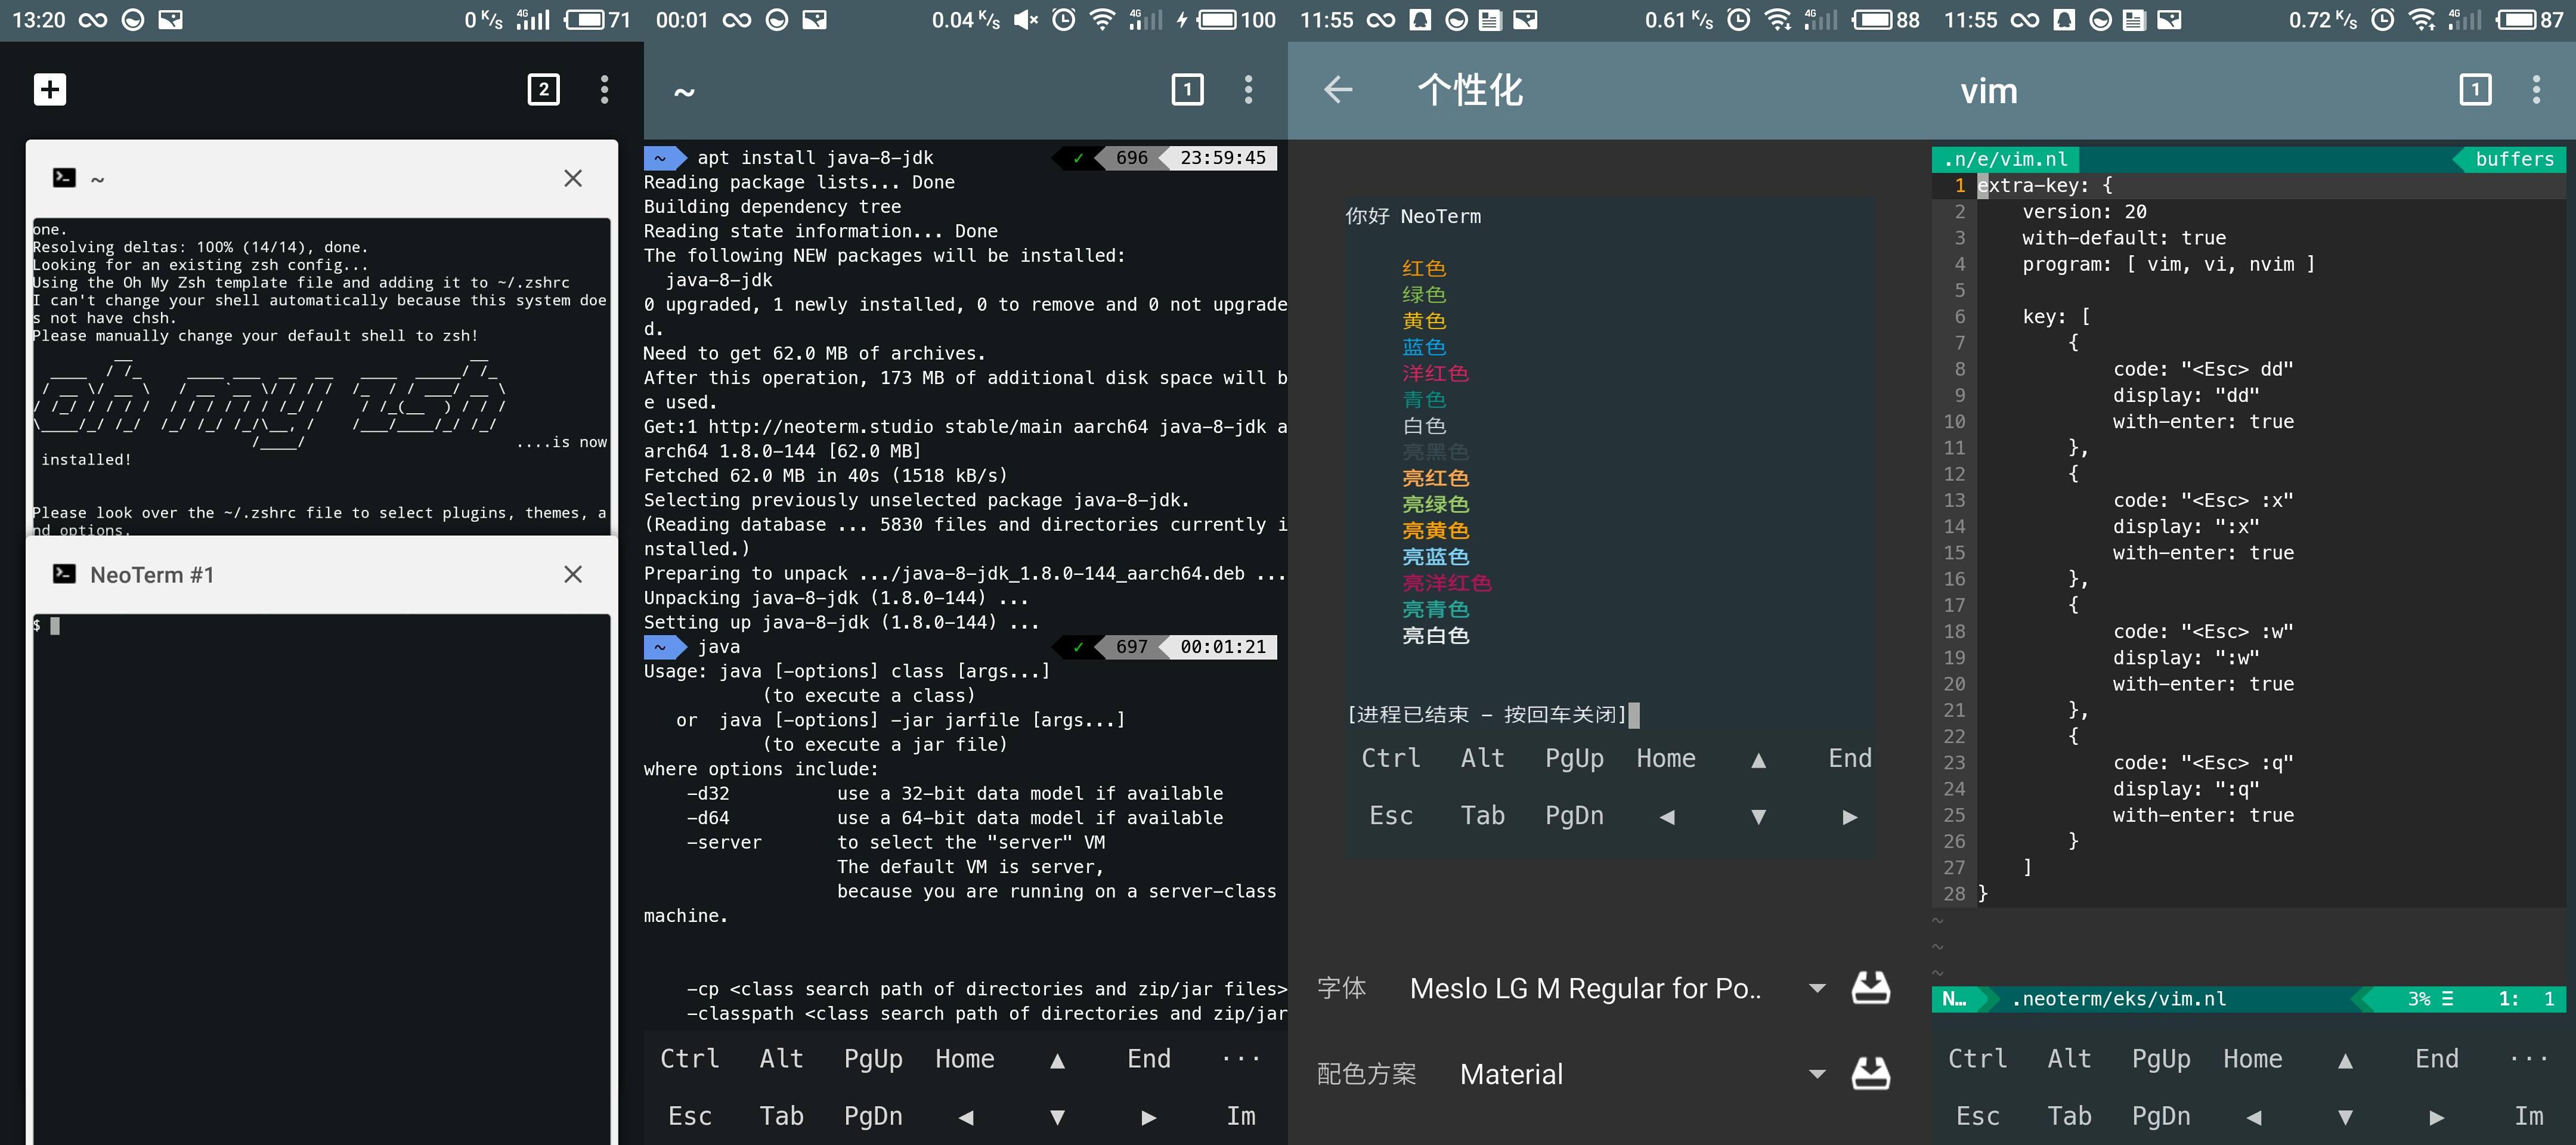 13:20 0 K/s 4G 71
2
~
one.
Resolving deltas: 100% (14/14), done.
Looking for an existing zsh config...
Using the Oh My Zsh template file and adding it to ~/.zshrc
I can't change your shell automatically because this system doe
s not have chsh.
Please manually change your default shell to zsh!
....is now
installed!
Please look over the ~/.zshrc file to select plugins, themes, a
nd options.
NeoTerm #1
$
00:01 0.04 K/s 4G 100
~ 1
~ apt install java-8-jdk ✓ 696 23:59:45
Reading package lists... Done
Building dependency tree
Reading state information... Done
The following NEW packages will be installed:
java-8-jdk
0 upgraded, 1 newly installed, 0 to remove and 0 not upgrade
d.
Need to get 62.0 MB of archives.
After this operation, 173 MB of additional disk space will b
e used.
Get:1 http://neoterm.studio stable/main aarch64 java-8-jdk a
arch64 1.8.0-144 [62.0 MB]
Fetched 62.0 MB in 40s (1518 kB/s)
Selecting previously unselected package java-8-jdk.
(Reading database ... 5830 files and directories currently i
nstalled.)
Preparing to unpack .../java-8-jdk_1.8.0-144_aarch64.deb ...
Unpacking java-8-jdk (1.8.0-144) ...
Setting up java-8-jdk (1.8.0-144) ...
~ java ✓ 697 00:01:21
Usage: java [-options] class [args...]
(to execute a class)
or java [-options] -jar jarfile [args...]
(to execute a jar file)
where options include:
-d32 use a 32-bit data model if available
-d64 use a 64-bit data model if available
-server to select the "server" VM
The default VM is server,
because you are running on a server-class
machine.
-cp <class search path of directories and zip/jar files>
-classpath <class search path of directories and zip/jar
Ctrl Alt PgUp Home ▲ End ···
Esc Tab PgDn ◀ ▼ ▶ Im
11:55 0.61 K/s 4G 88
个性化
你好 NeoTerm
红色
绿色
黄色
蓝色
洋红色
青色
白色
亮黑色
亮红色
亮绿色
亮黄色
亮蓝色
亮洋红色
亮青色
亮白色
[进程已结束 - 按回车关闭]
Ctrl Alt PgUp Home ▲ End
Esc Tab PgDn ◀ ▼ ▶
字体 Meslo LG M Regular for Po..
配色方案 Material
11:55 0.72 K/s 4G 87
vim 1
.n/e/vim.nl buffers
1 extra-key: {
2 version: 20
3 with-default: true
4 program: [ vim, vi, nvim ]
5
6 key: [
7 {
8 code: "<Esc> dd"
9 display: "dd"
10 with-enter: true
11 },
12 {
13 code: "<Esc> :x"
14 display: ":x"
15 with-enter: true
16 },
17 {
18 code: "<Esc> :w"
19 display: ":w"
20 with-enter: true
21 },
22 {
23 code: "<Esc> :q"
24 display: ":q"
25 with-enter: true
26 }
27 ]
28 }
~
~
~
N… .neoterm/eks/vim.nl 3% ☰ 1: 1
Ctrl Alt PgUp Home ▲ End ···
Esc Tab PgDn ◀ ▼ ▶ Im